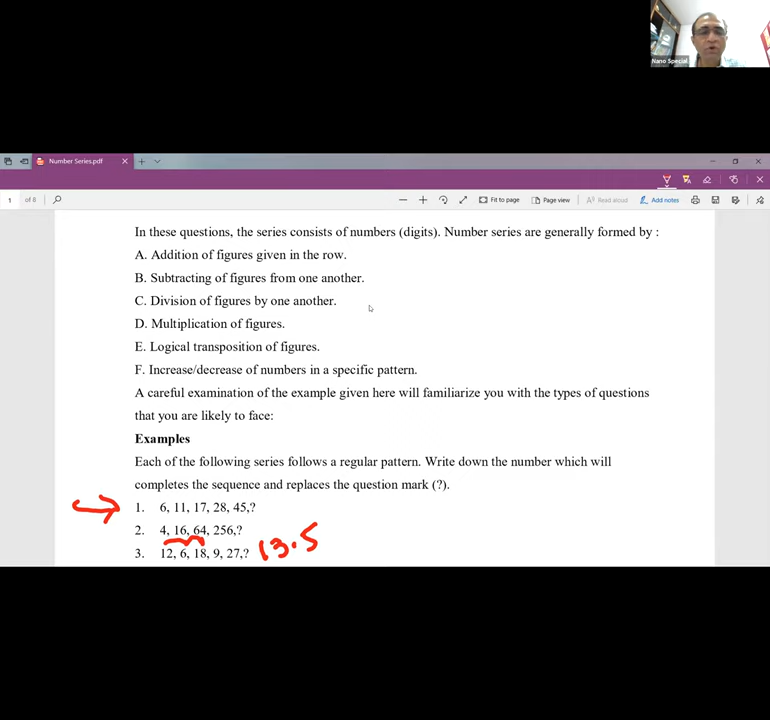 Nano Special
Number Series.pdf
1 of 8 Fit to page Page view Read aloud Add notes
In these questions, the series consists of numbers (digits). Number series are generally formed by :
A. Addition of figures given in the row.
B. Subtracting of figures from one another.
C. Division of figures by one another.
D. Multiplication of figures.
E. Logical transposition of figures.
F. Increase/decrease of numbers in a specific pattern.
A careful examination of the example given here will familiarize you with the types of questions
that you are likely to face:
Examples
Each of the following series follows a regular pattern. Write down the number which will
completes the sequence and replaces the question mark (?).
1. 6, 11, 17, 28, 45,?
2. 4, 16, 64, 256,?
3. 12, 6, 18, 9, 27,? 13.5